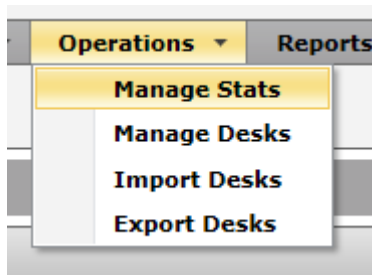 Operations Reports
Manage Stats
Manage Desks
Import Desks
Export Desks